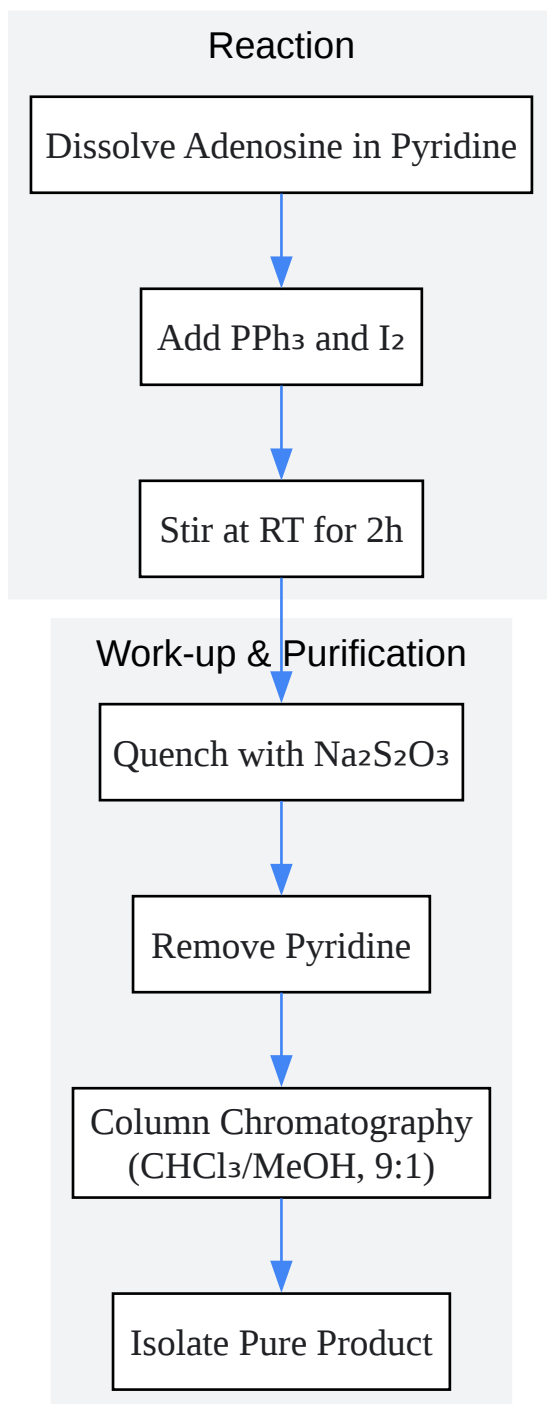 Reaction
Dissolve Adenosine in Pyridine
Add PPh₃ and I₂
Stir at RT for 2h
Work-up & Purification
Quench with Na₂S₂O₃
Remove Pyridine
Column Chromatography
(CHCl₃/MeOH, 9:1)
Isolate Pure Product